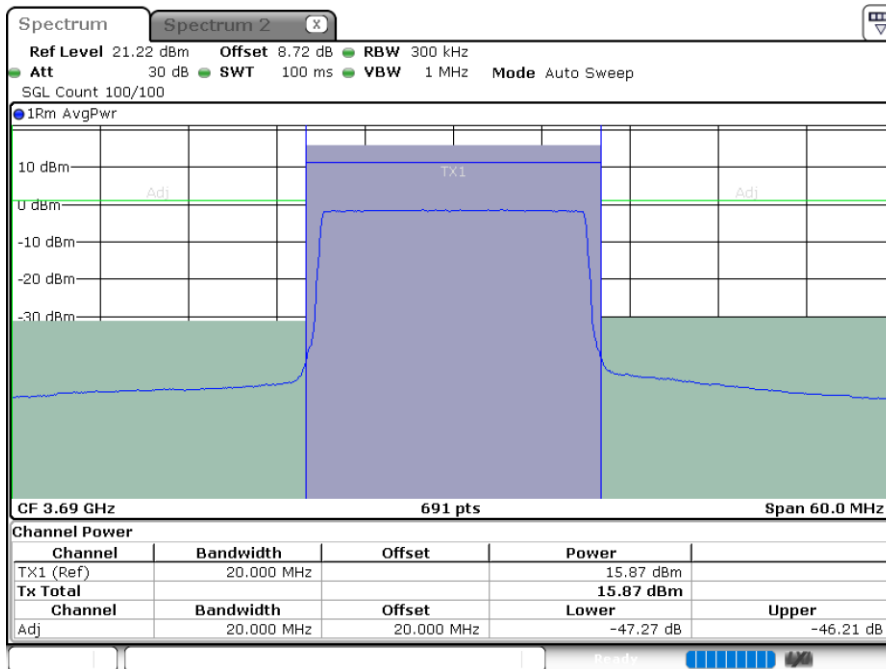 Spectrum Spectrum 2 X
Ref Level 21.22 dBm Offset 8.72 dB RBW 300 kHz
Att 30 dB SWT 100 ms VBW 1 MHz Mode Auto Sweep
SGL Count 100/100
1Rm AvgPwr
10 dBm
TX1
Adj Adj
0 dBm
-10 dBm
-20 dBm
-30 dBm
CF 3.69 GHz 691 pts Span 60.0 MHz
Channel Power
Channel Bandwidth Offset Power
TX1 (Ref) 20.000 MHz 15.87 dBm
Tx Total 15.87 dBm
Channel Bandwidth Offset Lower Upper
Adj 20.000 MHz 20.000 MHz -47.27 dB -46.21 dB
Ready